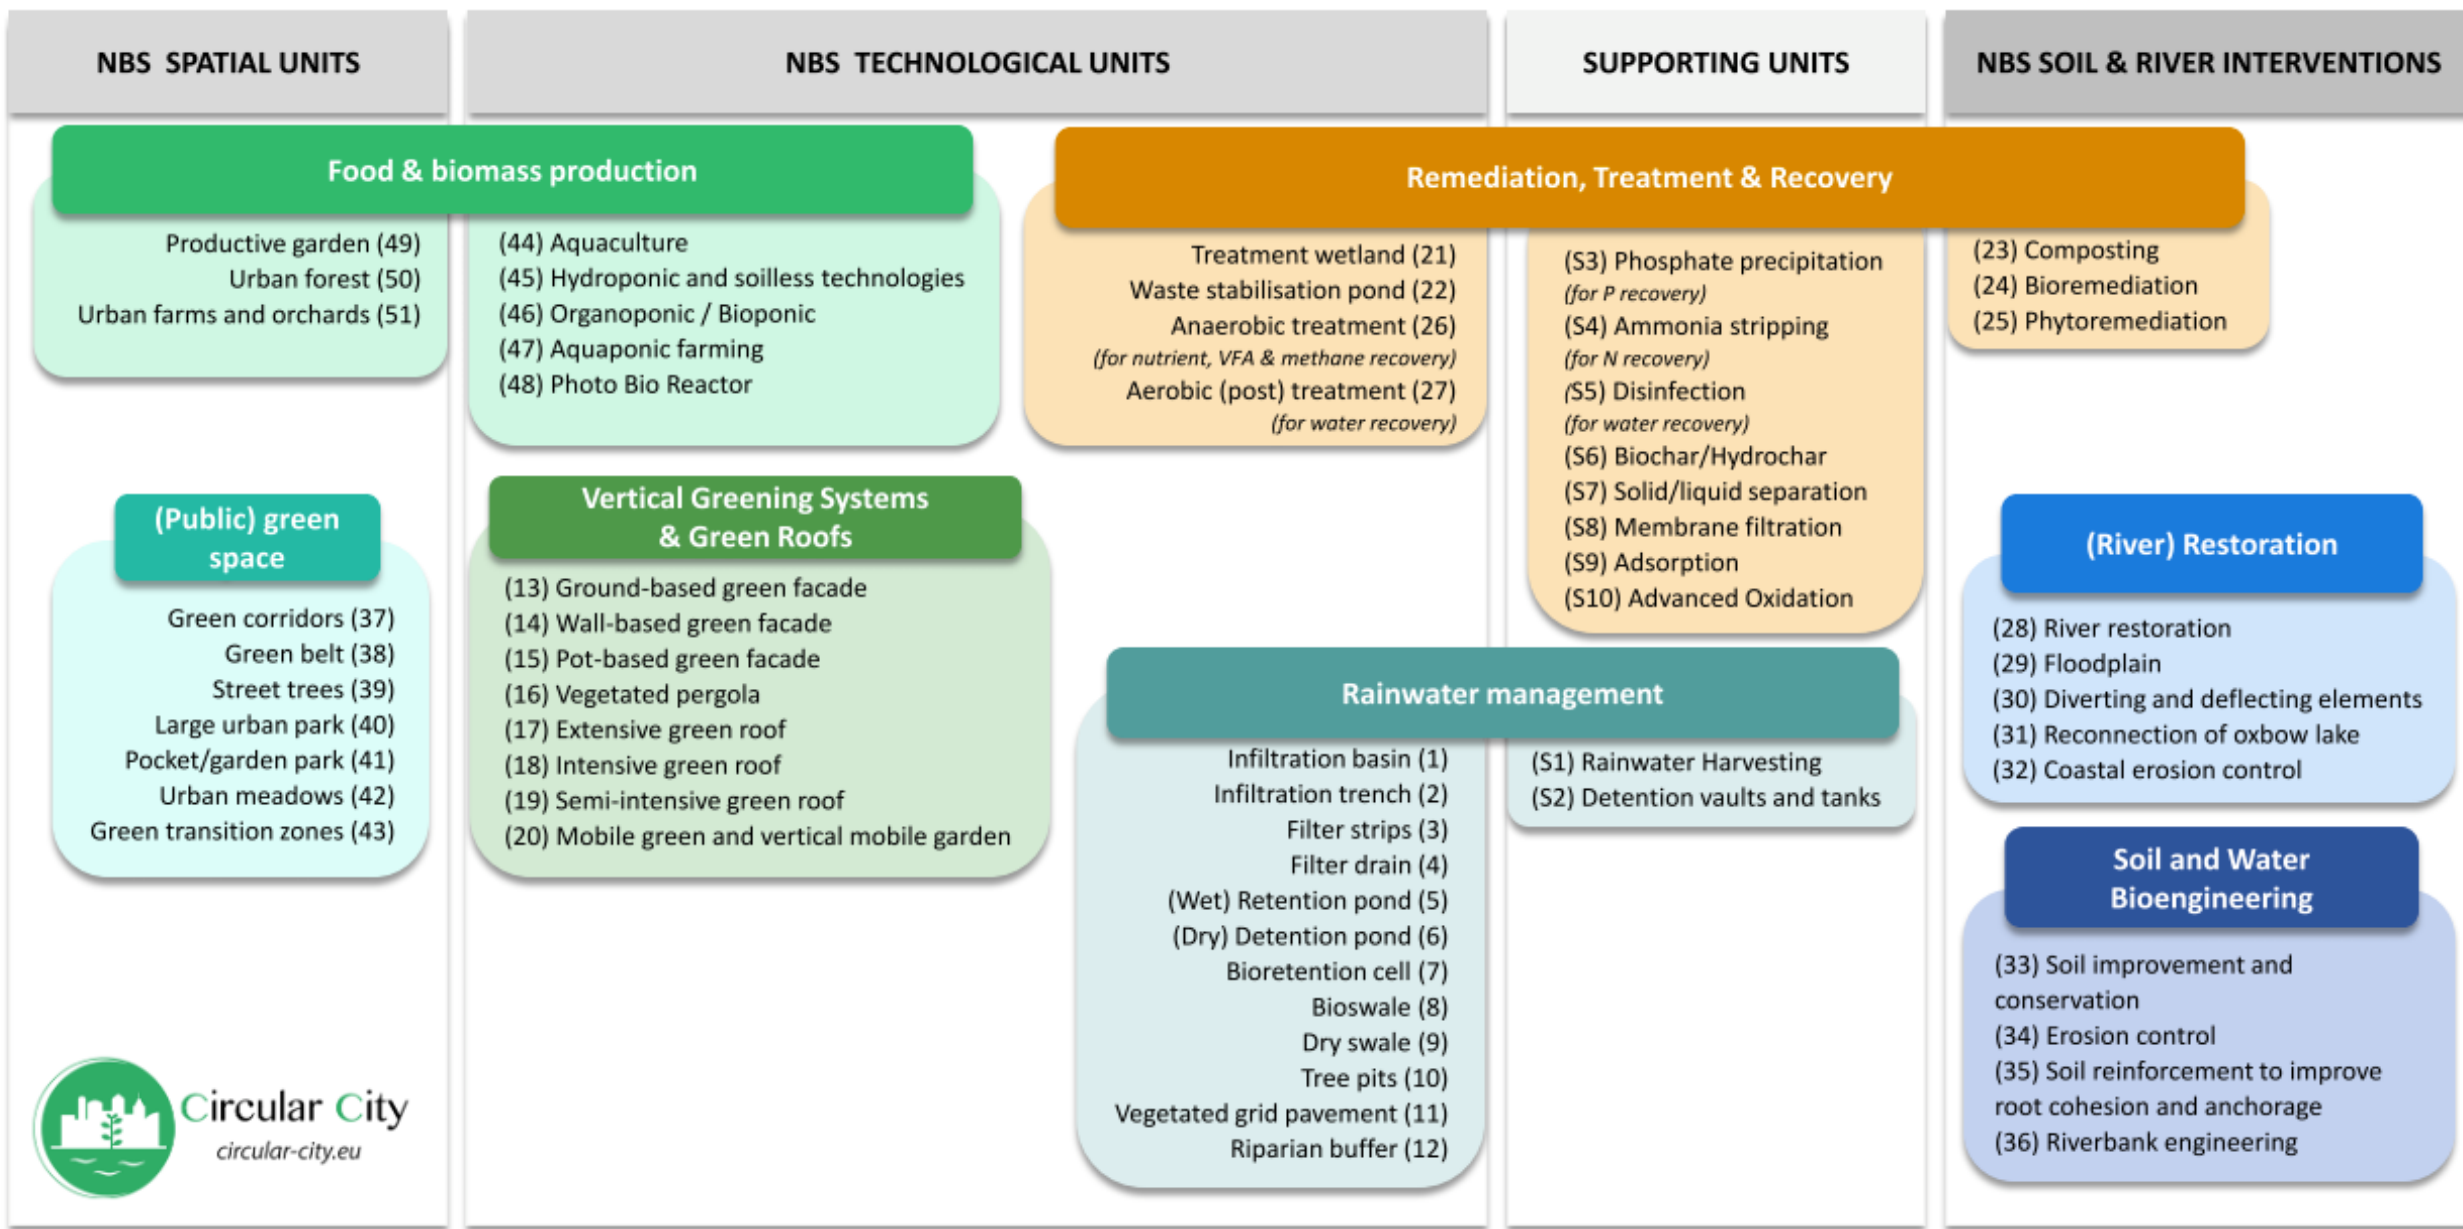 NBS SPATIAL UNITS
NBS TECHNOLOGICAL UNITS
SUPPORTING UNITS
NBS SOIL & RIVER INTERVENTIONS
Food & biomass production
Productive garden (49)
Urban forest (50)
Urban farms and orchards (51)
(44) Aquaculture
(45) Hydroponic and soilless technologies
(46) Organoponic / Bioponic
(47) Aquaponic farming
(48) Photo Bio Reactor
Remediation, Treatment & Recovery
Treatment wetland (21)
Waste stabilisation pond (22)
Anaerobic treatment (26)
(for nutrient, VFA & methane recovery)
Aerobic (post) treatment (27)
(for water recovery)
(S3) Phosphate precipitation
(for P recovery)
(S4) Ammonia stripping
(for N recovery)
(S5) Disinfection
(for water recovery)
(S6) Biochar/Hydrochar
(S7) Solid/liquid separation
(S8) Membrane filtration
(S9) Adsorption
(S10) Advanced Oxidation
(23) Composting
(24) Bioremediation
(25) Phytoremediation
(Public) green
space
Green corridors (37)
Green belt (38)
Street trees (39)
Large urban park (40)
Pocket/garden park (41)
Urban meadows (42)
Green transition zones (43)
Vertical Greening Systems
& Green Roofs
(13) Ground-based green facade
(14) Wall-based green facade
(15) Pot-based green facade
(16) Vegetated pergola
(17) Extensive green roof
(18) Intensive green roof
(19) Semi-intensive green roof
(20) Mobile green and vertical mobile garden
Rainwater management
Infiltration basin (1)
Infiltration trench (2)
Filter strips (3)
Filter drain (4)
(Wet) Retention pond (5)
(Dry) Detention pond (6)
Bioretention cell (7)
Bioswale (8)
Dry swale (9)
Tree pits (10)
Vegetated grid pavement (11)
Riparian buffer (12)
(S1) Rainwater Harvesting
(S2) Detention vaults and tanks
(River) Restoration
(28) River restoration
(29) Floodplain
(30) Diverting and deflecting elements
(31) Reconnection of oxbow lake
(32) Coastal erosion control
Soil and Water
Bioengineering
(33) Soil improvement and
conservation
(34) Erosion control
(35) Soil reinforcement to improve
root cohesion and anchorage
(36) Riverbank engineering
Circular City
circular-city.eu